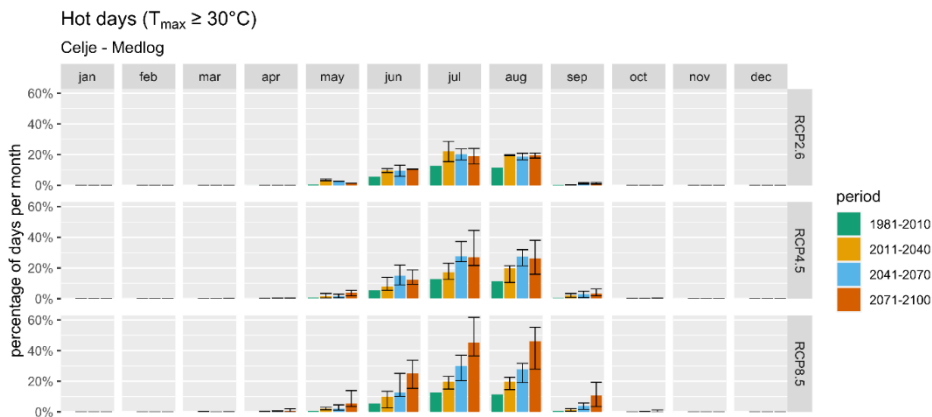 Hot days (Tmax ≥ 30°C)
Celje - Medlog
jan feb mar apr may jun jul aug sep oct nov dec
percentage of days per month
60%
40%
20%
0%
RCP2.6
60%
40%
20%
0%
RCP4.5
60%
40%
20%
0%
RCP8.5
period
1981-2010
2011-2040
2041-2070
2071-2100